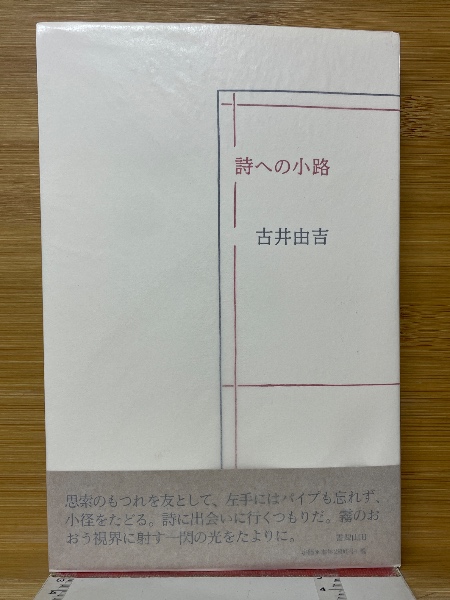 詩への小路
古井由吉
思索のもつれを友として、左手にはパイプも忘れず、
小径をたどる。詩に出会いに行くつもりだ。霧のお
おう視界に射す一閃の光をたよりに。